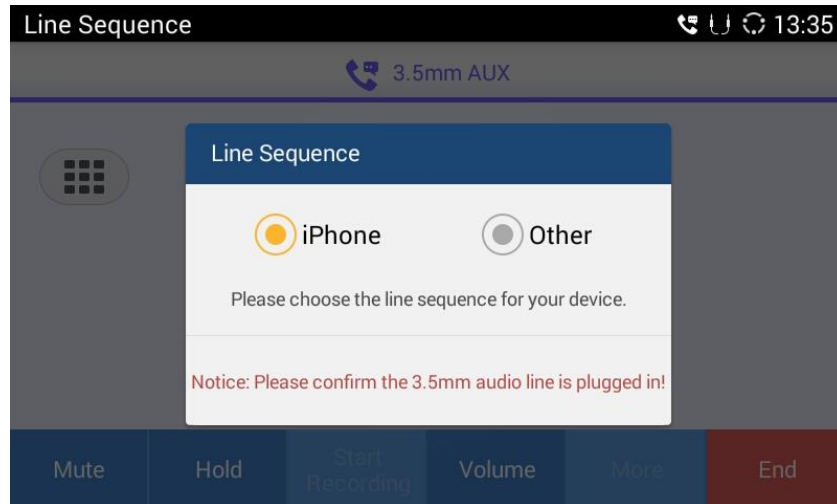 Line Sequence 13:35
3.5mm AUX
Line Sequence
iPhone Other
Please choose the line sequence for your device.
Notice: Please confirm the 3.5mm audio line is plugged in!
Mute Hold Start Recording Volume More End